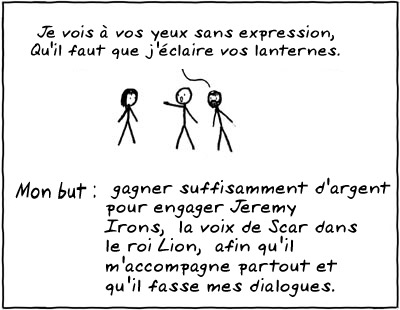 Je vois à vos yeux sans expression,
Qu'il faut que j'éclaire vos lanternes.
Mon but : gagner suffisamment d'argent
pour engager Jeremy
Irons, la voix de Scar dans
le roi Lion, afin qu'il
m'accompagne partout et
qu'il fasse mes dialogues.